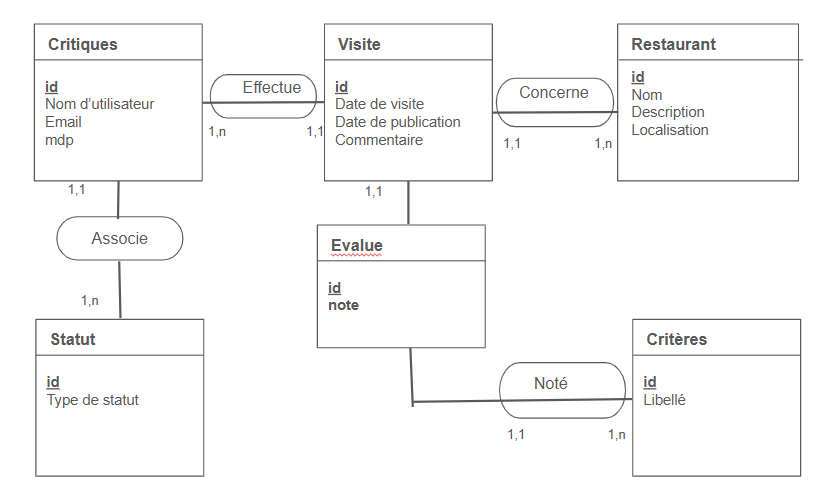 Critiques
id
Nom d'utilisateur
Email
mdp
Effectue
1,n
1,1
Visite
id
Date de visite
Date de publication
Commentaire
Concerne
1,1
1,n
Restaurant
id
Nom
Description
Localisation
1,1
Associe
1,n
1,1
Evalue
id
note
Statut
id
Type de statut
Noté
1,1
1,n
Critères
id
Libellé